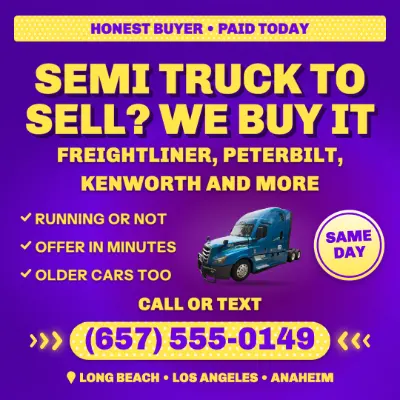 HONEST BUYER • PAID TODAY
SEMI TRUCK TO
SELL? WE BUY IT
FREIGHTLINER, PETERBILT,
KENWORTH AND MORE
RUNNING OR NOT
OFFER IN MINUTES
OLDER CARS TOO
SAME
DAY
CALL OR TEXT
(657) 555-0149
LONG BEACH • LOS ANGELES • ANAHEIM